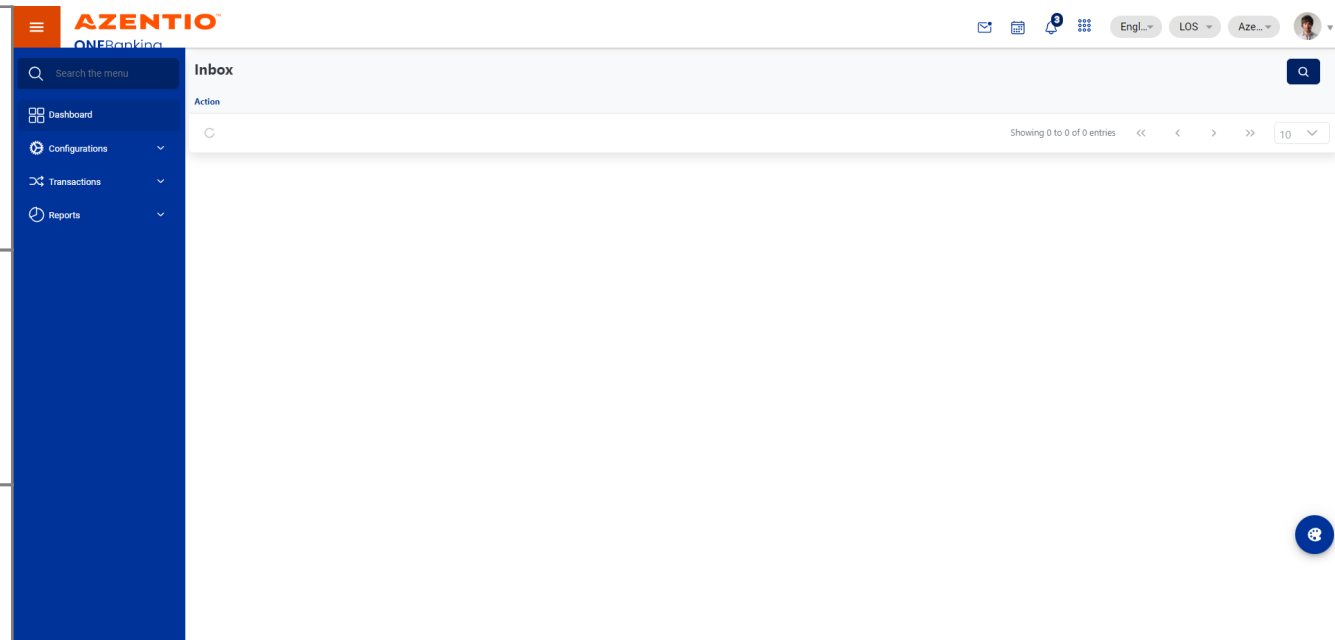 AZENTIO™
ONEBanking
3
Engl...
LOS
Aze...
Search the menu
Inbox
Action
Dashboard
Showing 0 to 0 of 0 entries
10
Configurations
Transactions
Reports